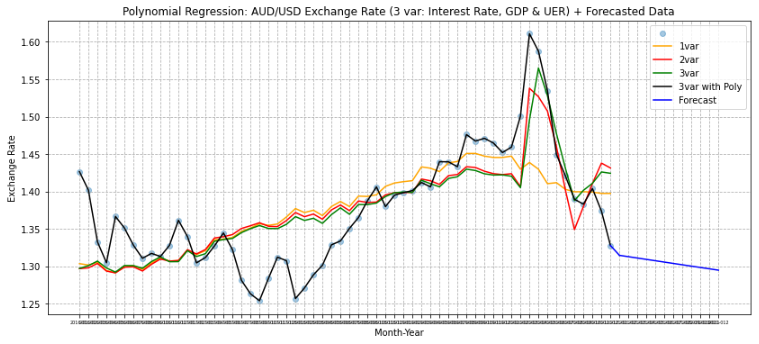 Polynomial Regression: AUD/USD Exchange Rate (3 var: Interest Rate, GDP & UER) + Forecasted Data
1var
2var
3var
3var with Poly
Forecast
Exchange Rate
1.60
1.55
1.50
1.45
1.40
1.35
1.30
1.25
Month-Year